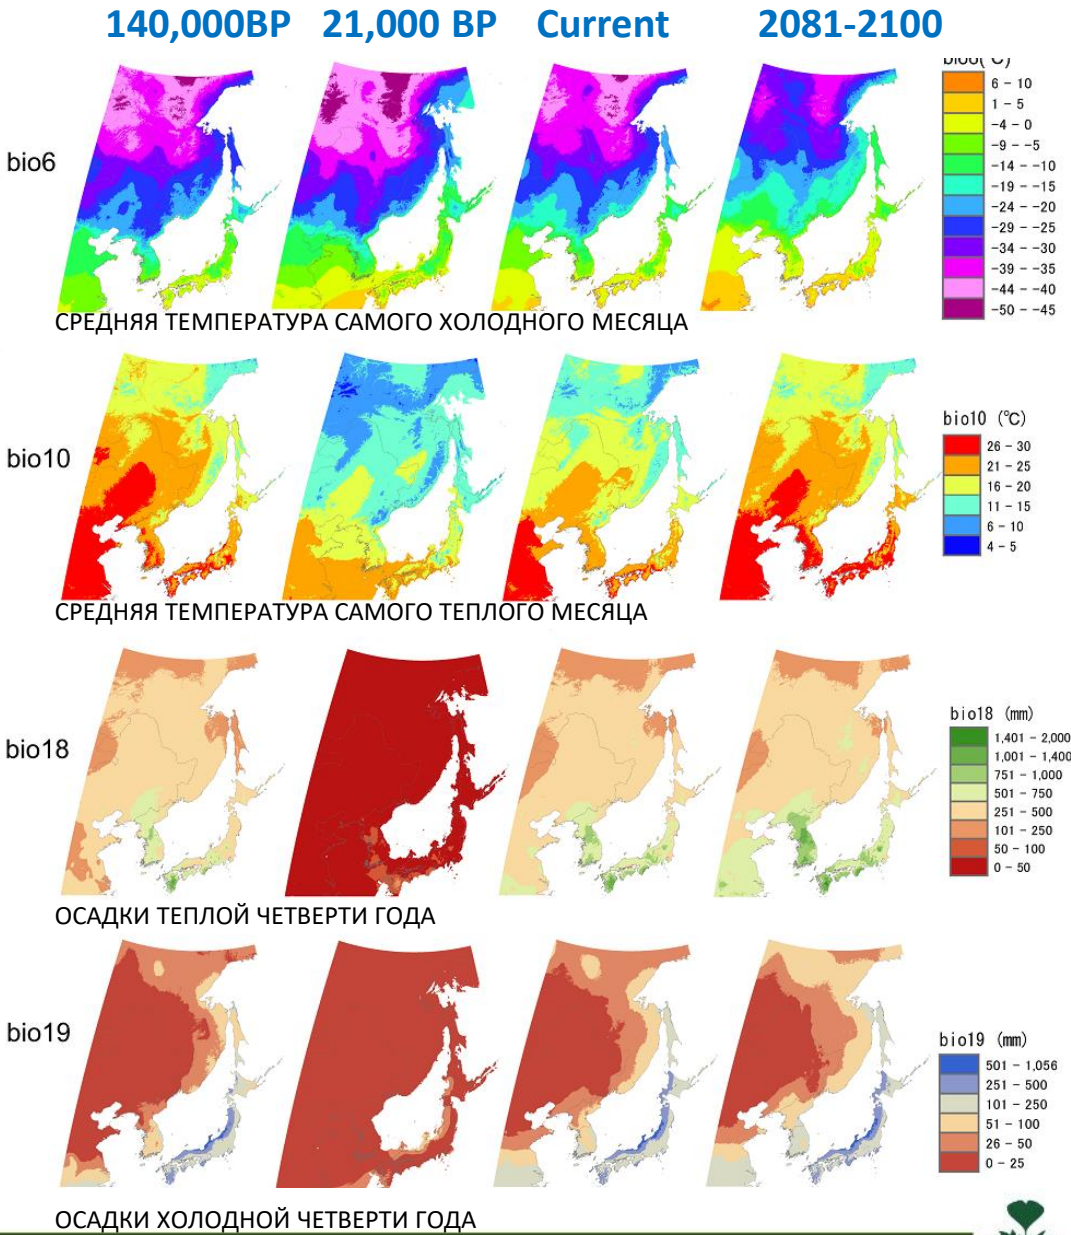 140,000BP 21,000 BP Current 2081-2100
bio6(°C)
6 - 10
1 - 5
-4 - 0
-9 - -5
-14 - -10
-19 - -15
-24 - -20
-29 - -25
-34 - -30
-39 - -35
-44 - -40
-50 - -45
bio6
СРЕДНЯЯ ТЕМПЕРАТУРА САМОГО ХОЛОДНОГО МЕСЯЦА
bio10 (°C)
26 - 30
21 - 25
16 - 20
11 - 15
6 - 10
4 - 5
bio10
СРЕДНЯЯ ТЕМПЕРАТУРА САМОГО ТЕПЛОГО МЕСЯЦА
bio18 (mm)
1,401 - 2,000
1,001 - 1,400
751 - 1,000
501 - 750
251 - 500
101 - 250
50 - 100
0 - 50
bio18
ОСАДКИ ТЕПЛОЙ ЧЕТВЕРТИ ГОДА
bio19 (mm)
501 - 1,056
251 - 500
101 - 250
51 - 100
26 - 50
0 - 25
bio19
ОСАДКИ ХОЛОДНОЙ ЧЕТВЕРТИ ГОДА